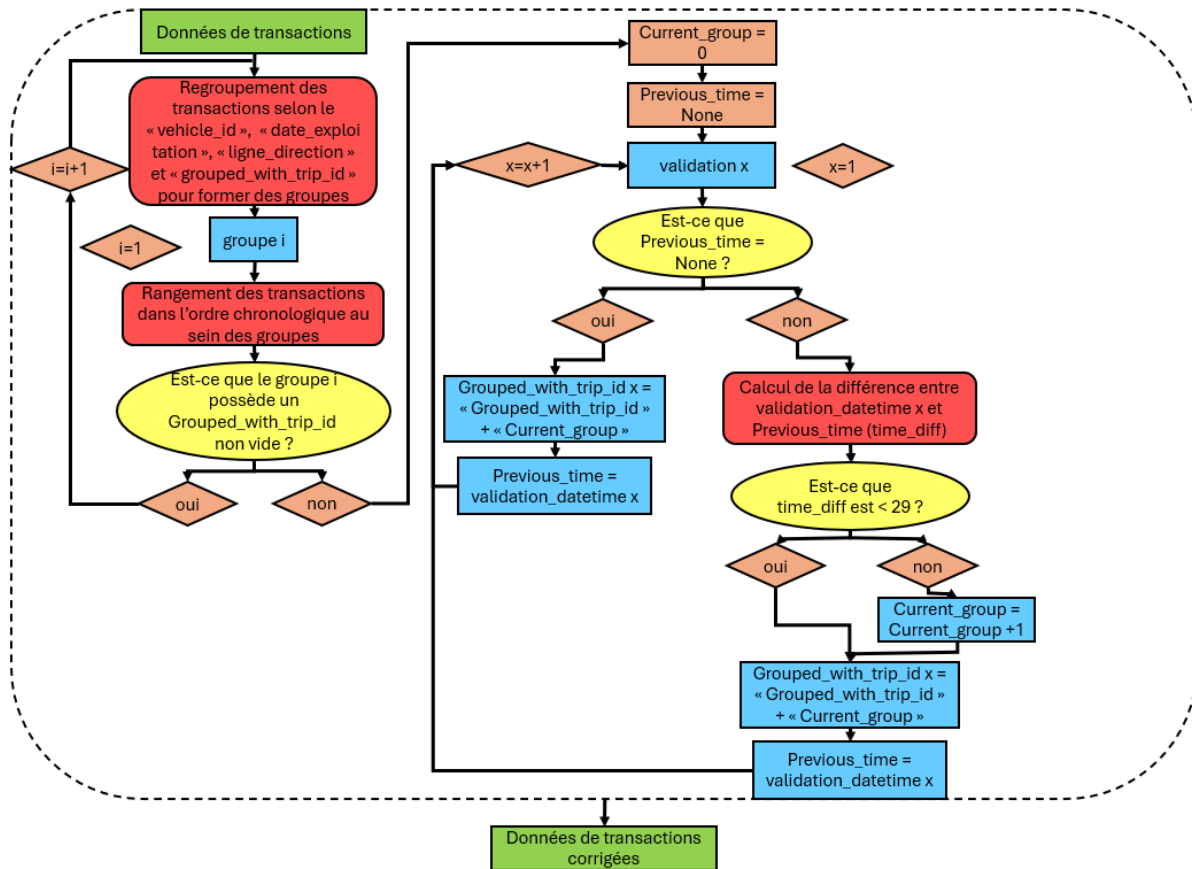 Données de transactions
Regroupement des
transactions selon le
« vehicle_id », « date_exploi
tation », « ligne_direction »
et « grouped_with_trip_id »
pour former des groupes
i=i+1
groupe i
i=1
Rangement des transactions
dans l'ordre chronologique au
sein des groupes
Est-ce que le groupe i
possède un
Grouped_with_trip_id
non vide ?
oui
non
Current_group =
0
Previous_time =
None
x=x+1
validation x
x=1
Est-ce que
Previous_time =
None ?
oui
non
Grouped_with_trip_id x =
« Grouped_with_trip_id »
+ « Current_group »
Previous_time =
validation_datetime x
Calcul de la différence entre
validation_datetime x et
Previous_time (time_diff)
Est-ce que
time_diff est < 29 ?
oui
non
Current_group =
Current_group +1
Grouped_with_trip_id x =
« Grouped_with_trip_id »
+ « Current_group »
Previous_time =
validation_datetime x
Données de transactions
corrigées